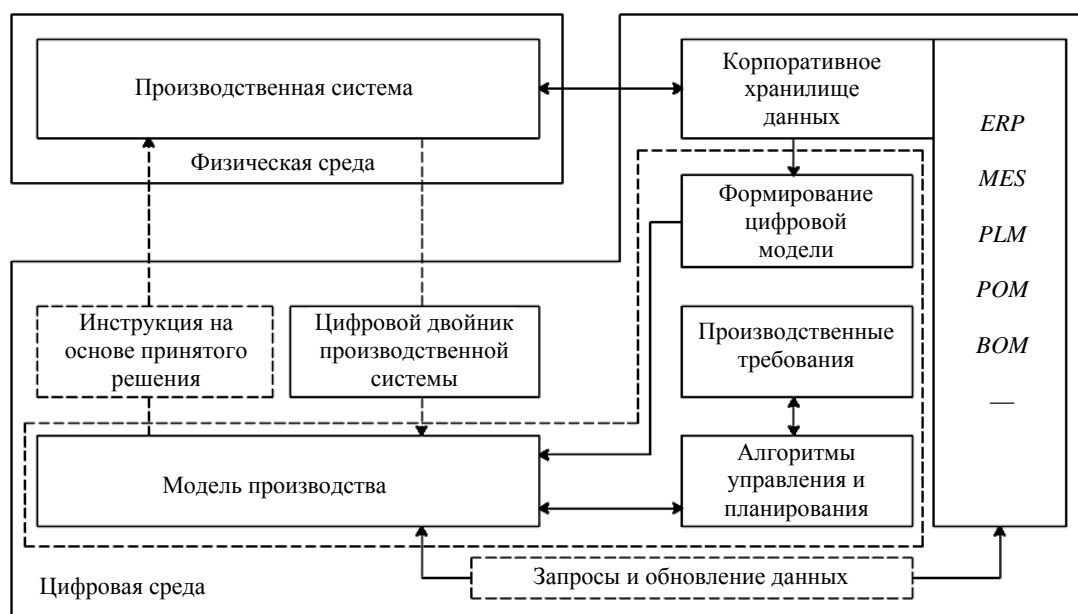 Производственная система
Физическая среда
Корпоративное
хранилище
данных
ERP
MES
PLM
POM
BOM
—
Формирование
цифровой
модели
Инструкция на
основе принятого
решения
Цифровой двойник
производственной
системы
Производственные
требования
Модель производства
Алгоритмы
управления и
планирования
Запросы и обновление данных
Цифровая среда